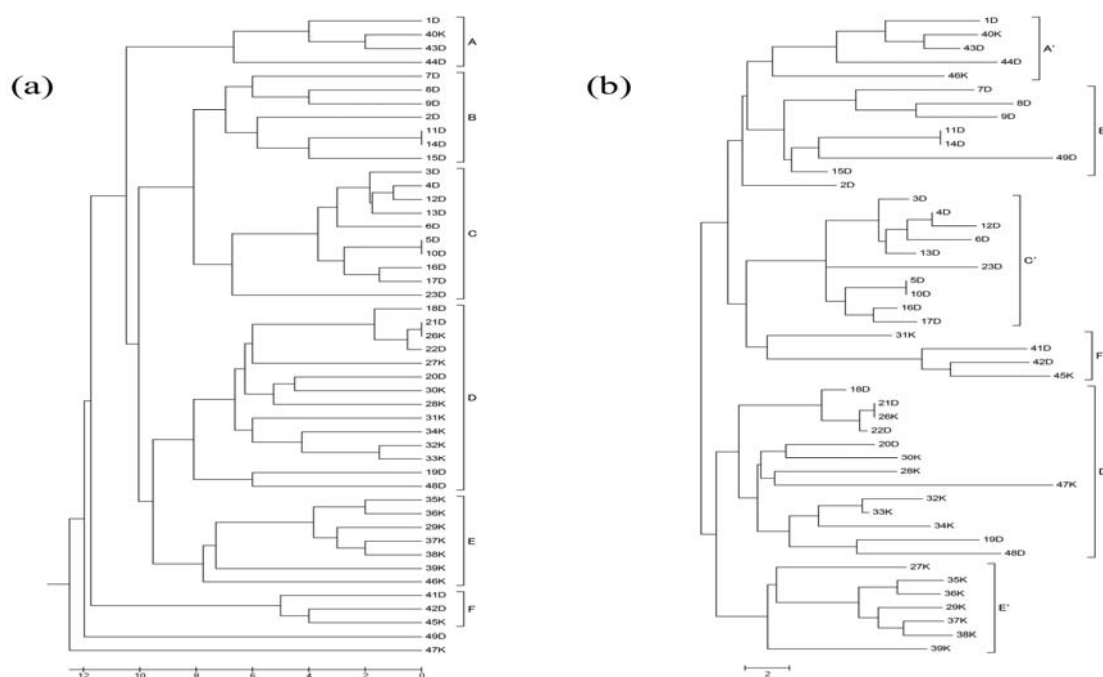 (a)
1D
40K
43D
44D
A
7D
8D
9D
2D
11D
14D
15D
B
3D
4D
12D
13D
6D
5D
10D
16D
17D
23D
C
18D
21D
26K
22D
27K
20D
30K
28K
31K
34K
32K
33K
19D
48D
D
35K
36K
29K
37K
38K
39K
46K
E
41D
42D
45K
F
49D
47K
12 10 8 6 4 2 0
(b)
1D
40K
43D
44D
46K
A'
7D
8D
9D
11D
14D
49D
15D
2D
3D
4D
12D
6D
13D
23D
5D
10D
16D
17D
C'
31K
41D
42D
45K
F
18D
21D
26K
22D
20D
30K
28K
47K
32K
33K
34K
19D
48D
27K
35K
36K
29K
37K
38K
39K
E'
2